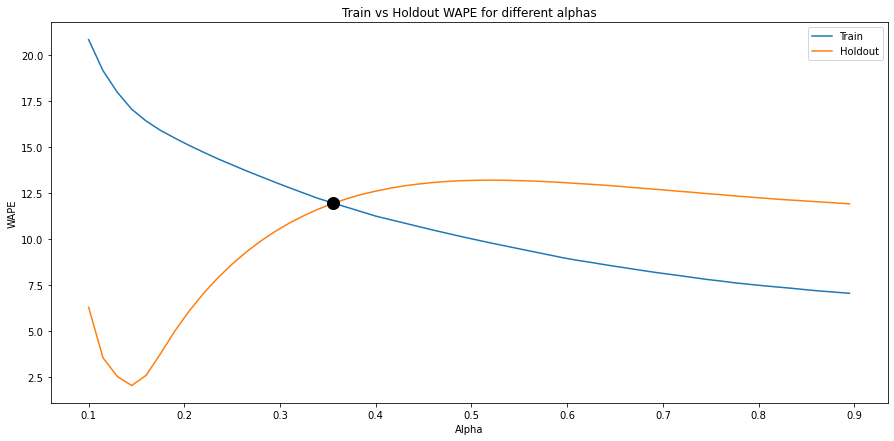 Train vs Holdout WAPE for different alphas
Train
Holdout
WAPE
20.0
17.5
15.0
12.5
10.0
7.5
5.0
2.5
0.1 0.2 0.3 0.4 0.5 0.6 0.7 0.8 0.9
Alpha